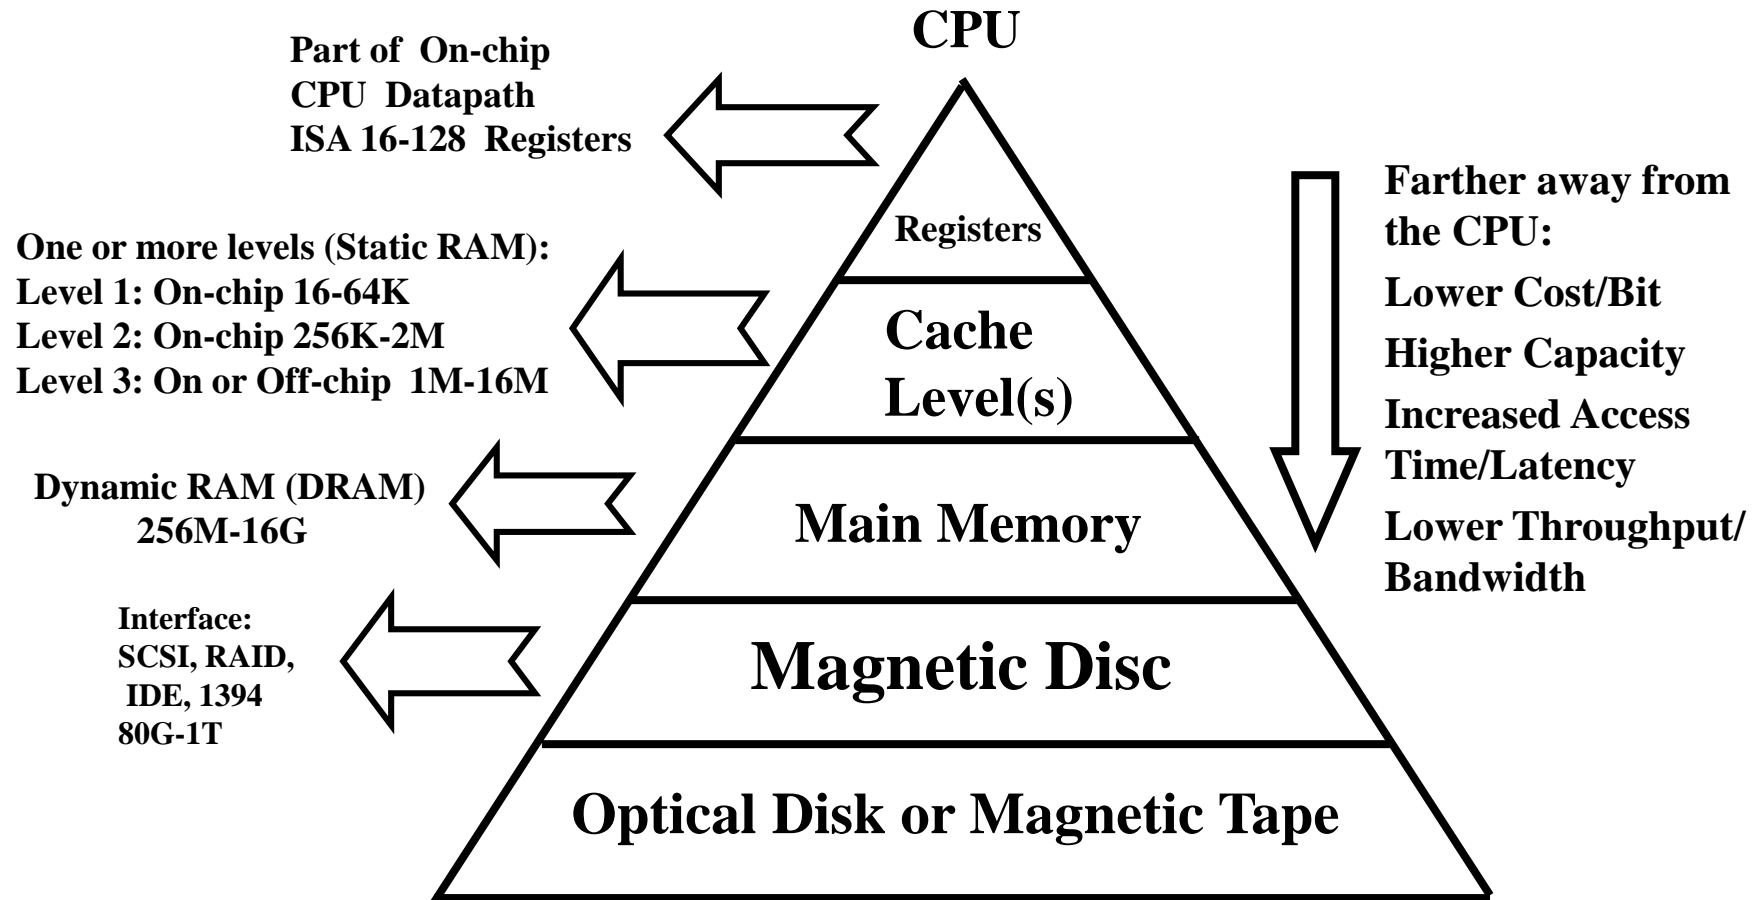 CPU
Part of On-chip
CPU Datapath
ISA 16-128 Registers
One or more levels (Static RAM):
Level 1: On-chip 16-64K
Level 2: On-chip 256K-2M
Level 3: On or Off-chip 1M-16M
Dynamic RAM (DRAM)
256M-16G
Interface:
SCSI, RAID,
IDE, 1394
80G-1T
Registers
Cache
Level(s)
Main Memory
Magnetic Disc
Optical Disk or Magnetic Tape
Farther away from
the CPU:
Lower Cost/Bit
Higher Capacity
Increased Access
Time/Latency
Lower Throughput/
Bandwidth